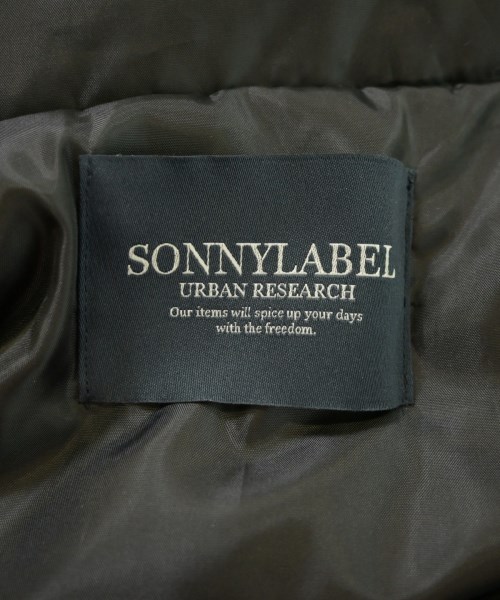 SONNYLABEL
URBAN RESEARCH
Our items will spice up your days
with the freedom.